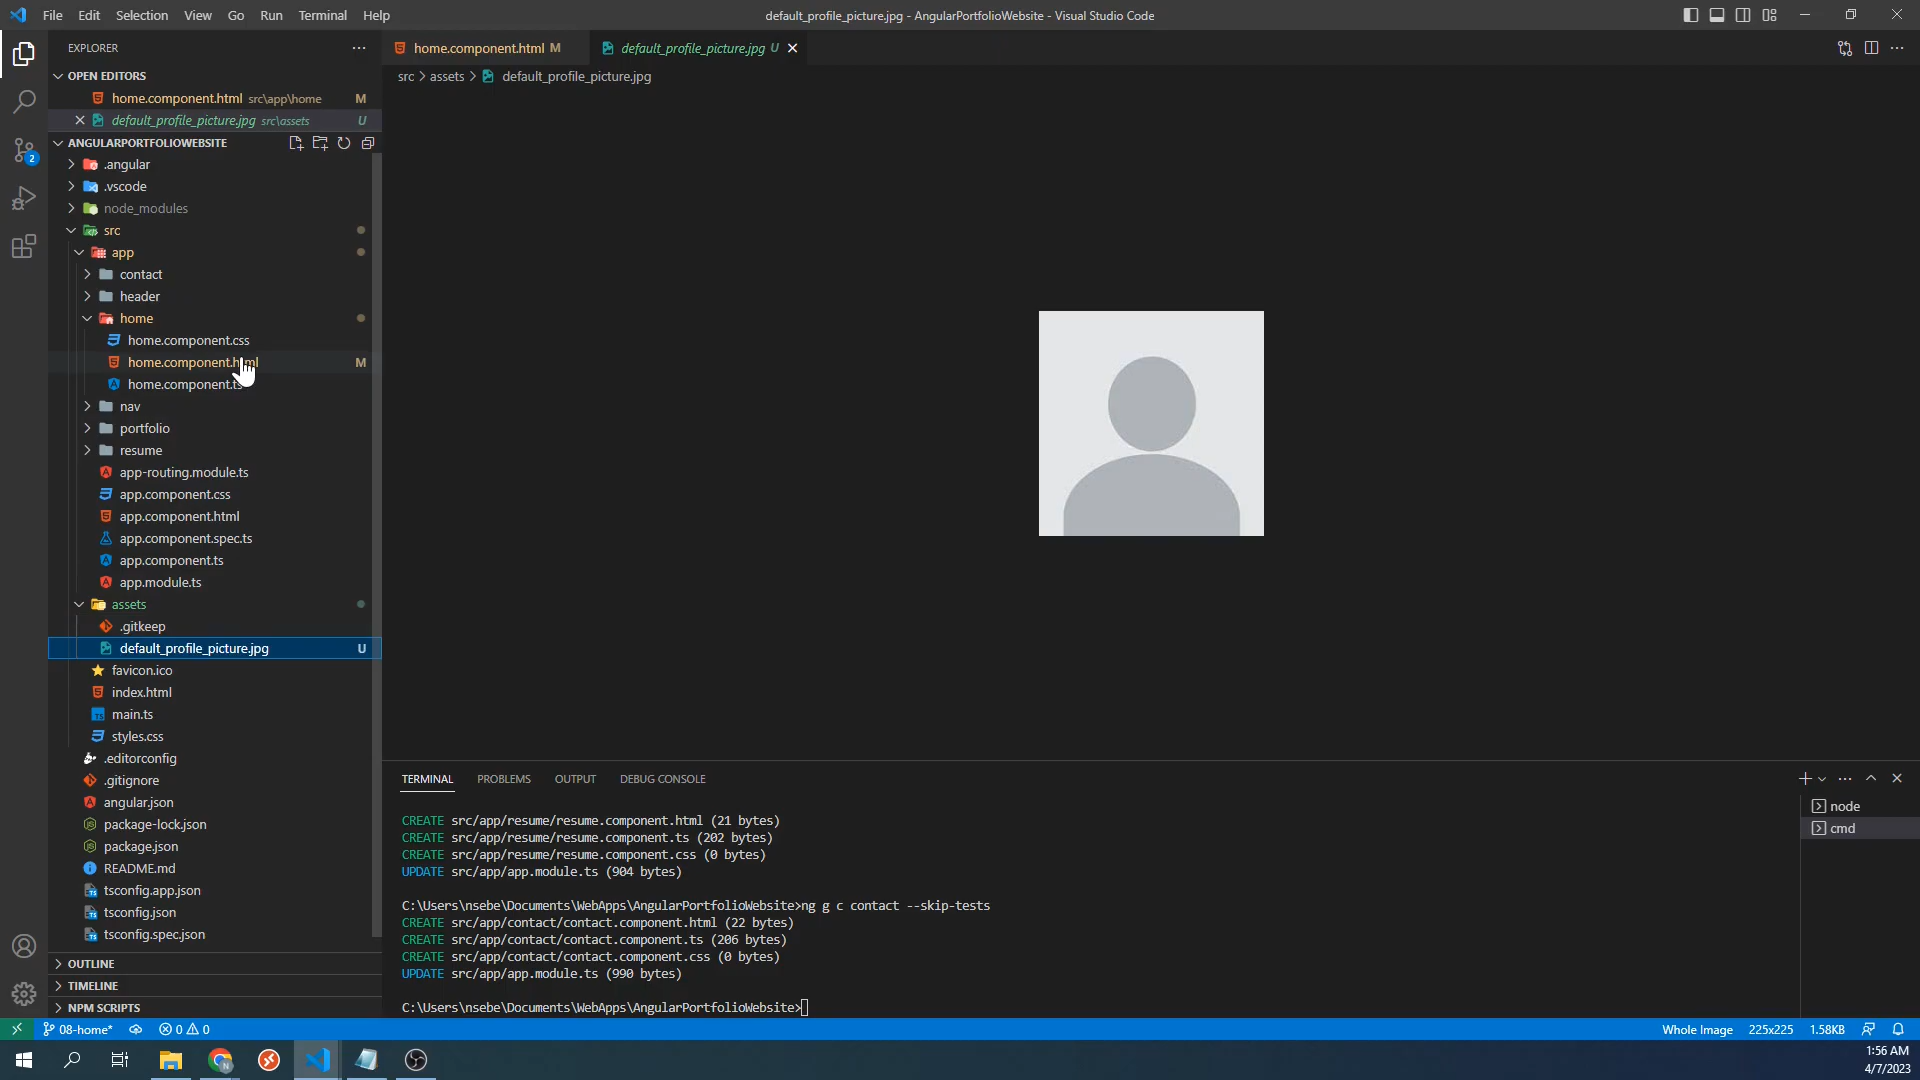 File Edit Selection View Go Run Terminal Help
default_profile_picture.jpg - AngularPortfolioWebsite - Visual Studio Code
EXPLORER
OPEN EDITORS
home.component.html src\app\home M
default_profile_picture.jpg src\assets U
ANGULARPORTFOLIOWEBSITE
.angular
.vscode
node_modules
src
app
contact
header
home
home.component.css
home.component.html M
home.component.ts
nav
portfolio
resume
app-routing.module.ts
app.component.css
app.component.html
app.component.spec.ts
app.component.ts
app.module.ts
assets
.gitkeep
default_profile_picture.jpg U
favicon.ico
index.html
main.ts
styles.css
.editorconfig
.gitignore
angular.json
package-lock.json
package.json
README.md
tsconfig.app.json
tsconfig.json
tsconfig.spec.json
OUTLINE
TIMELINE
NPM SCRIPTS
2
home.component.html M
default_profile_picture.jpg U
src > assets > default_profile_picture.jpg
TERMINAL PROBLEMS OUTPUT DEBUG CONSOLE
CREATE src/app/resume/resume.component.html (21 bytes)
CREATE src/app/resume/resume.component.ts (202 bytes)
CREATE src/app/resume/resume.component.css (0 bytes)
UPDATE src/app/app.module.ts (904 bytes)
C:\Users\nsebe\Documents\WebApps\AngularPortfolioWebsite>ng g c contact --skip-tests
CREATE src/app/contact/contact.component.html (22 bytes)
CREATE src/app/contact/contact.component.ts (206 bytes)
CREATE src/app/contact/contact.component.css (0 bytes)
UPDATE src/app/app.module.ts (990 bytes)
C:\Users\nsebe\Documents\WebApps\AngularPortfolioWebsite>
node
cmd
08-home* 0 0
Whole Image 225x225 1.58KB
1:56 AM
4/7/2023